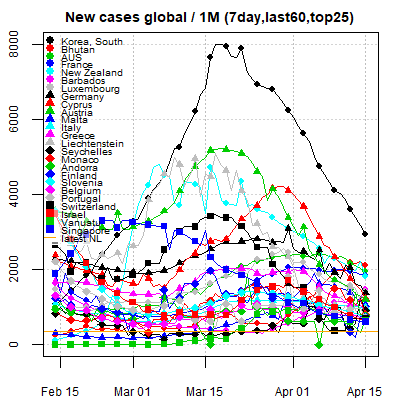 New cases global / 1M (7day,last60,top25)
8000
6000
4000
2000
0
Korea, South
Bhutan
AUS
France
New Zealand
Barbados
Luxembourg
Germany
Cyprus
Austria
Malta
Italy
Greece
Liechtenstein
Seychelles
Monaco
Andorra
Finland
Slovenia
Belgium
Portugal
Switzerland
Israel
Vanuatu
Singapore
latest NL
Feb 15
Mar 01
Mar 15
Apr 01
Apr 15